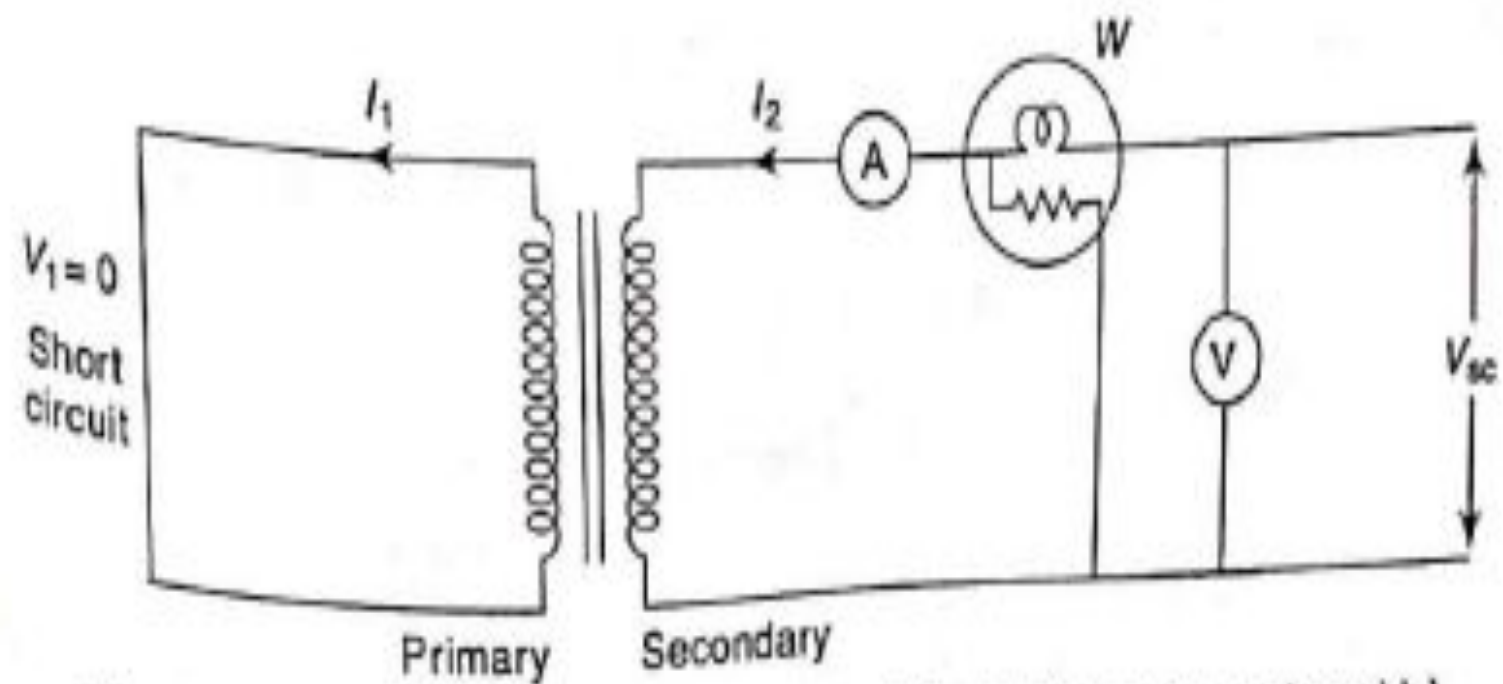 W
I₁
I₂
A
V₁ = 0
Short
circuit
V
Vsc
Primary
Secondary